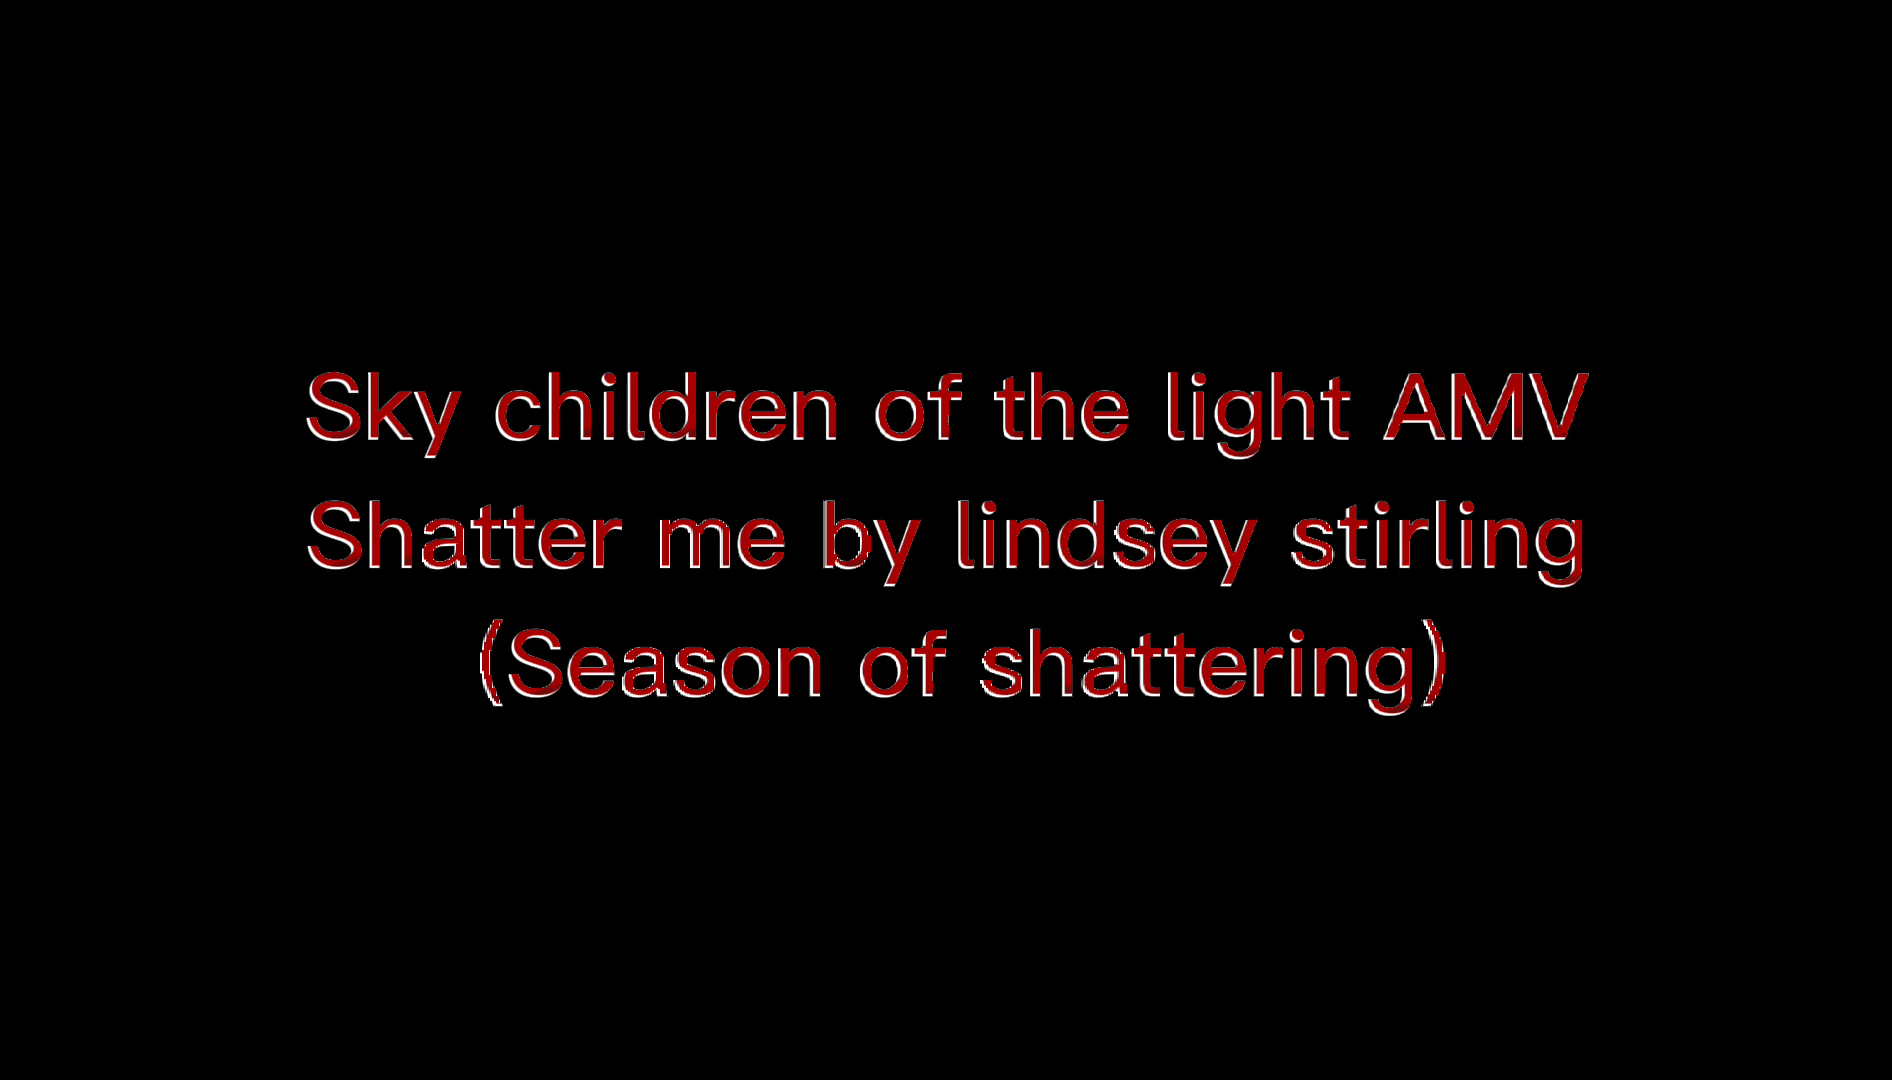 Sky children of the light AMV
Shatter me by lindsey stirling
(Season of shattering)